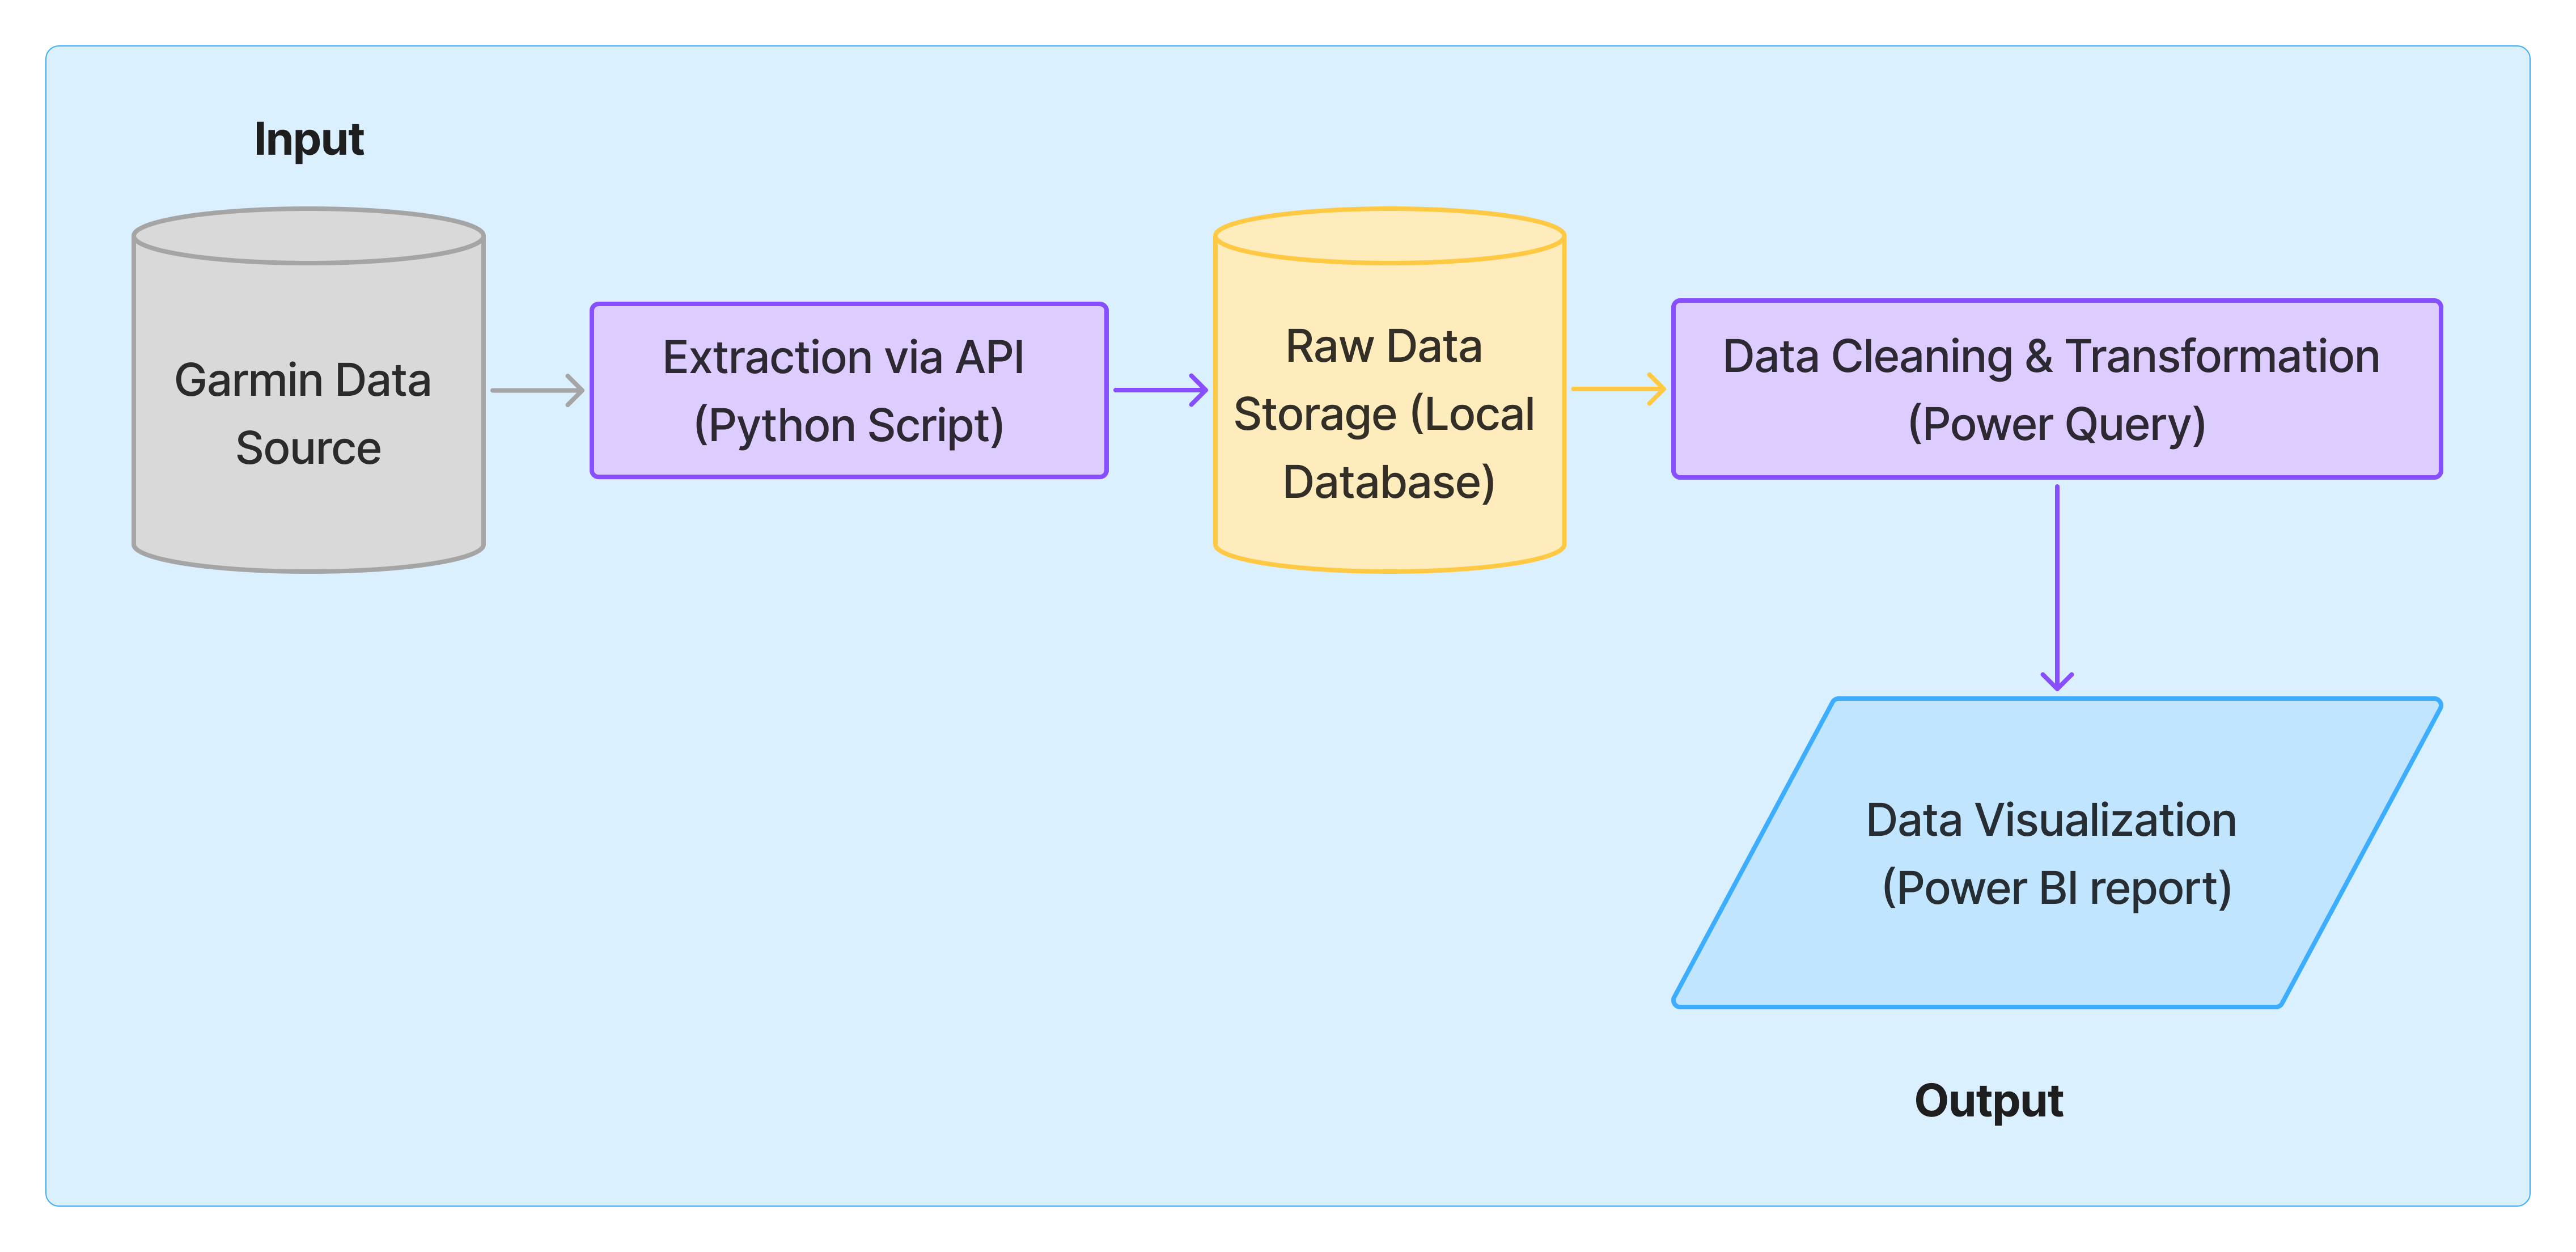 Input
Garmin Data
Source
Extraction via API
(Python Script)
Raw Data
Storage (Local
Database)
Data Cleaning & Transformation
(Power Query)
Data Visualization
(Power BI report)
Output